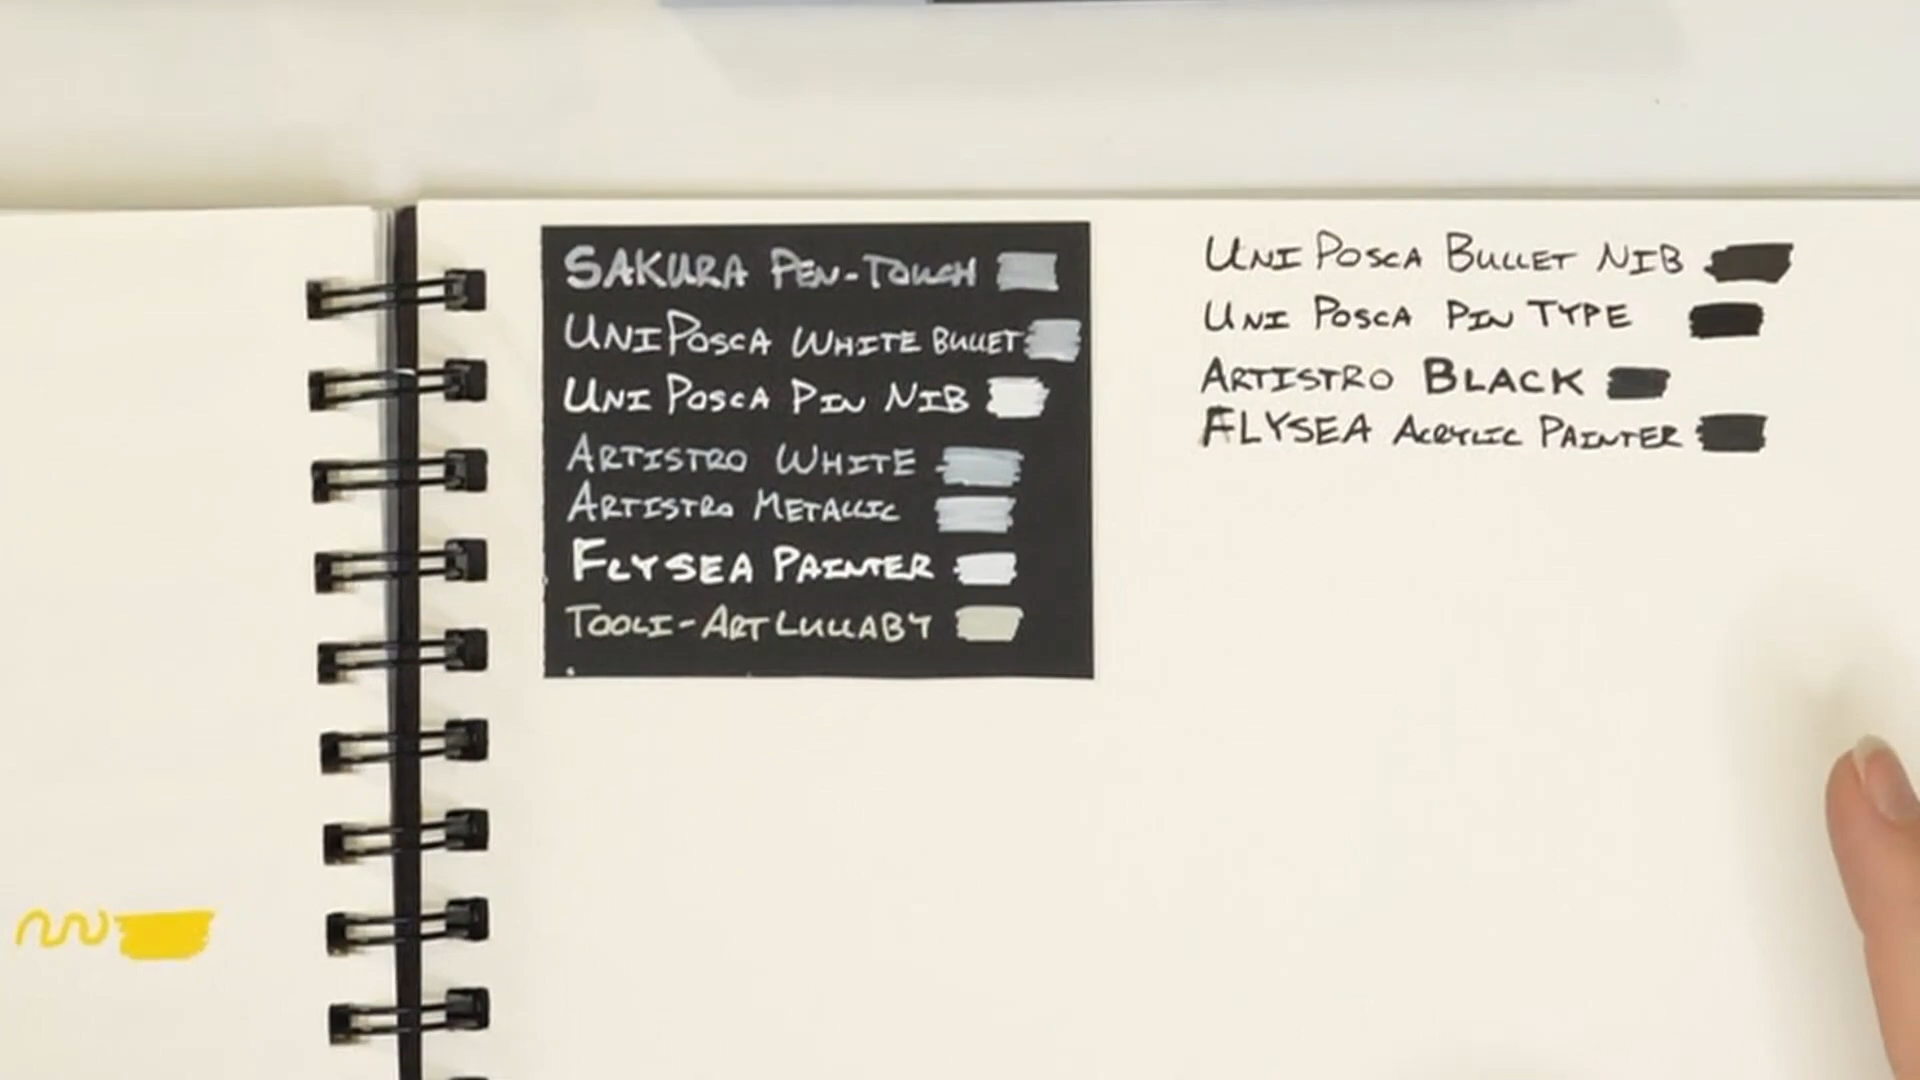 SAKURA PEN-TOUCH
UNI POSCA WHITE BULLET
UNI POSCA PIN NIB
ARTISTRO WHITE
ARTISTRO METALLIC
FLYSEA PAINTER
TOOLI-ART LULLABY
UNI POSCA BULLET NIB
UNI POSCA PIN TYPE
ARTISTRO BLACK
FLYSEA ACRYLIC PAINTER